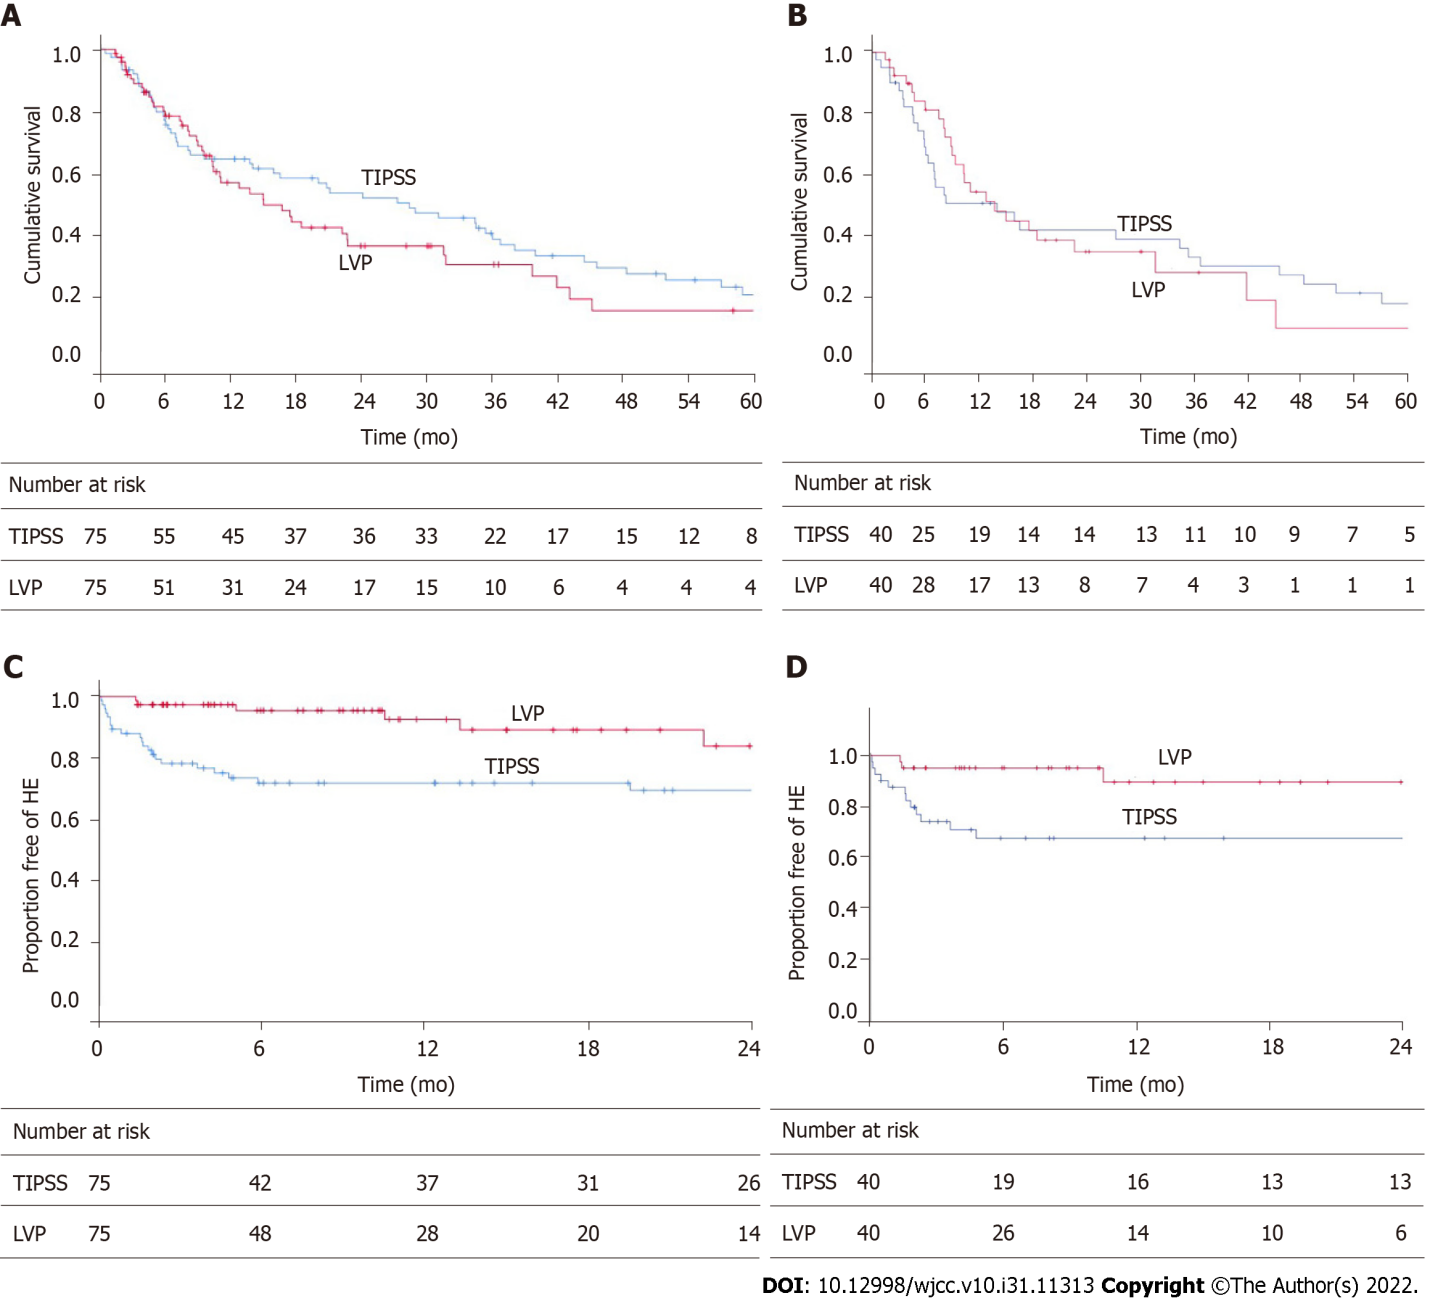 A
1.0
0.8
0.6
0.4
0.2
0.0
Cumulative survival
TIPSS
LVP
0 6 12 18 24 30 36 42 48 54 60
Time (mo)
Number at risk
TIPSS 75 55 45 37 36 33 22 17 15 12 8
LVP 75 51 31 24 17 15 10 6 4 4 4
B
1.0
0.8
0.6
0.4
0.2
0.0
Cumulative survival
TIPSS
LVP
0 6 12 18 24 30 36 42 48 54 60
Time (mo)
Number at risk
TIPSS 40 25 19 14 14 13 11 10 9 7 5
LVP 40 28 17 13 8 7 4 3 1 1 1
C
1.0
0.8
0.6
0.4
0.2
0.0
Proportion free of HE
LVP
TIPSS
0 6 12 18 24
Time (mo)
Number at risk
TIPSS 75 42 37 31 26
LVP 75 48 28 20 14
D
1.0
0.8
0.6
0.4
0.2
0.0
Proportion free of HE
LVP
TIPSS
0 6 12 18 24
Time (mo)
Number at risk
TIPSS 40 19 16 13 13
LVP 40 26 14 10 6
DOI: 10.12998/wjcc.v10.i31.11313 Copyright ©The Author(s) 2022.